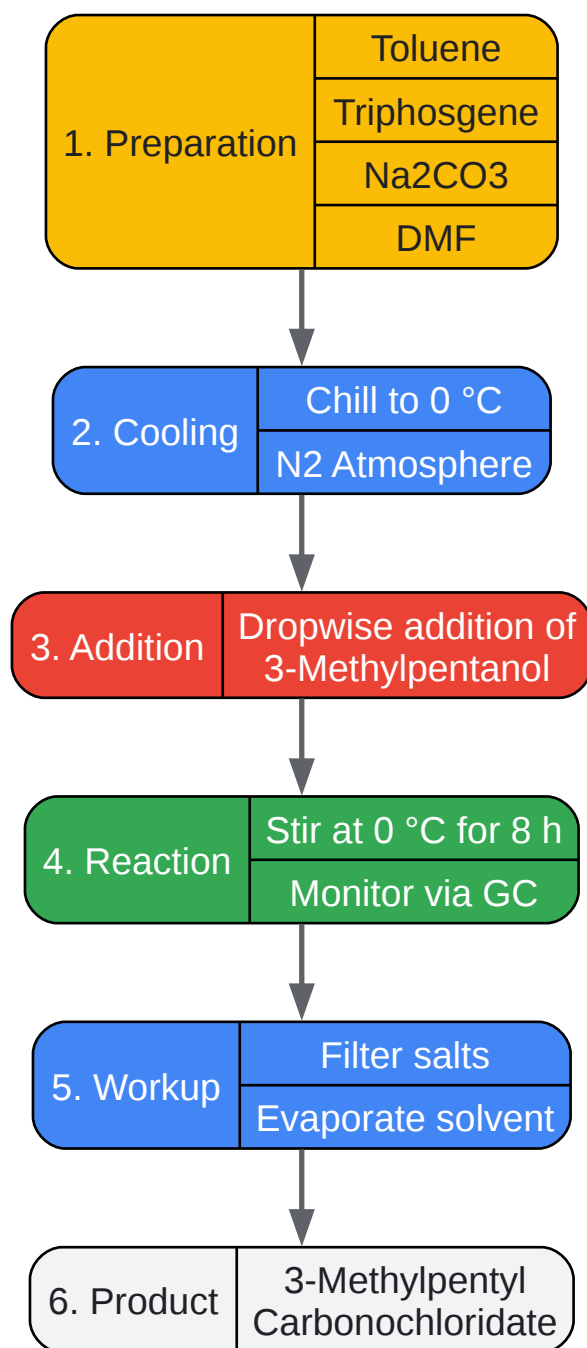 1. Preparation
Toluene
Triphosgene
Na2CO3
DMF
2. Cooling
Chill to 0 °C
N2 Atmosphere
3. Addition
Dropwise addition of
3-Methylpentanol
4. Reaction
Stir at 0 °C for 8 h
Monitor via GC
5. Workup
Filter salts
Evaporate solvent
6. Product
3-Methylpentyl
Carbonochloridate